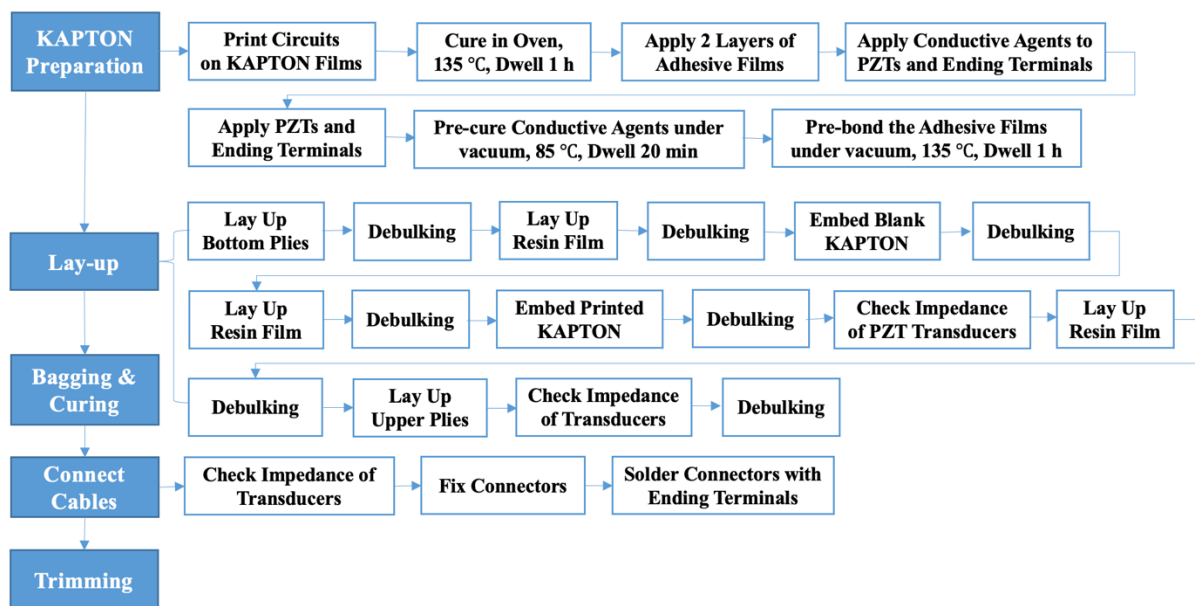 KAPTON
Preparation
Print Circuits
on KAPTON Films
Cure in Oven,
135 ℃, Dwell 1 h
Apply 2 Layers of
Adhesive Films
Apply Conductive Agents to
PZTs and Ending Terminals
Apply PZTs and
Ending Terminals
Pre-cure Conductive Agents under
vacuum, 85 ℃, Dwell 20 min
Pre-bond the Adhesive Films
under vacuum, 135 ℃, Dwell 1 h
Lay-up
Lay Up
Bottom Plies
Debulking
Lay Up
Resin Film
Debulking
Embed Blank
KAPTON
Debulking
Lay Up
Resin Film
Debulking
Embed Printed
KAPTON
Debulking
Check Impedance
of PZT Transducers
Lay Up
Resin Film
Debulking
Lay Up
Upper Plies
Check Impedance
of Transducers
Debulking
Bagging &
Curing
Connect
Cables
Check Impedance of
Transducers
Fix Connectors
Solder Connectors with
Ending Terminals
Trimming